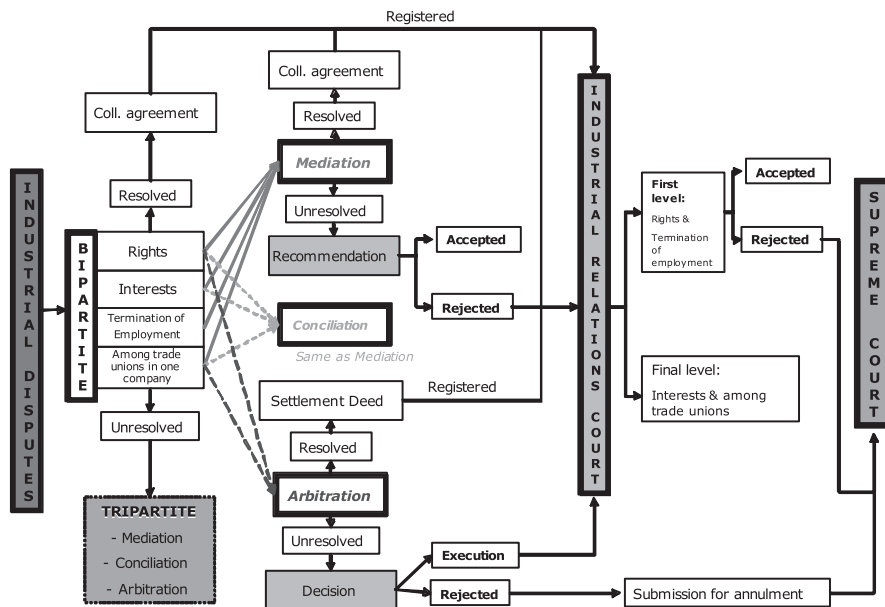 Registered
Coll. agreement
Coll. agreement
Resolved
Resolved
INDUSTRIAL DISPUTES
BIPARTITE
Rights
Interests
Termination of
Employment
Among trade
unions in one
company
Unresolved
TRIPARTITE
- Mediation
- Conciliation
- Arbitration
Mediation
Unresolved
Recommendation
Accepted
Rejected
Conciliation
Same as Mediation
Settlement Deed
Registered
Resolved
Arbitration
Unresolved
Decision
Execution
Rejected
Submission for annulment
INDUSTRIAL RELATIONS COURT
First
level:
Rights &
Termination
of
employment
Accepted
Rejected
Final level:
Interests & among
trade unions
SUPREME COURT